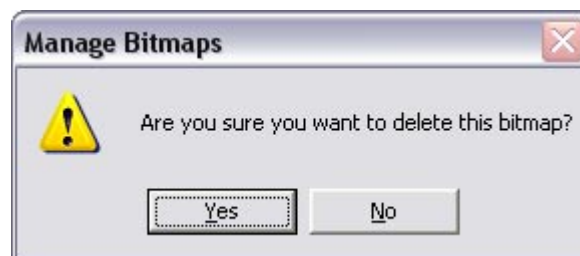 Manage Bitmaps
Are you sure you want to delete this bitmap?
Yes
No